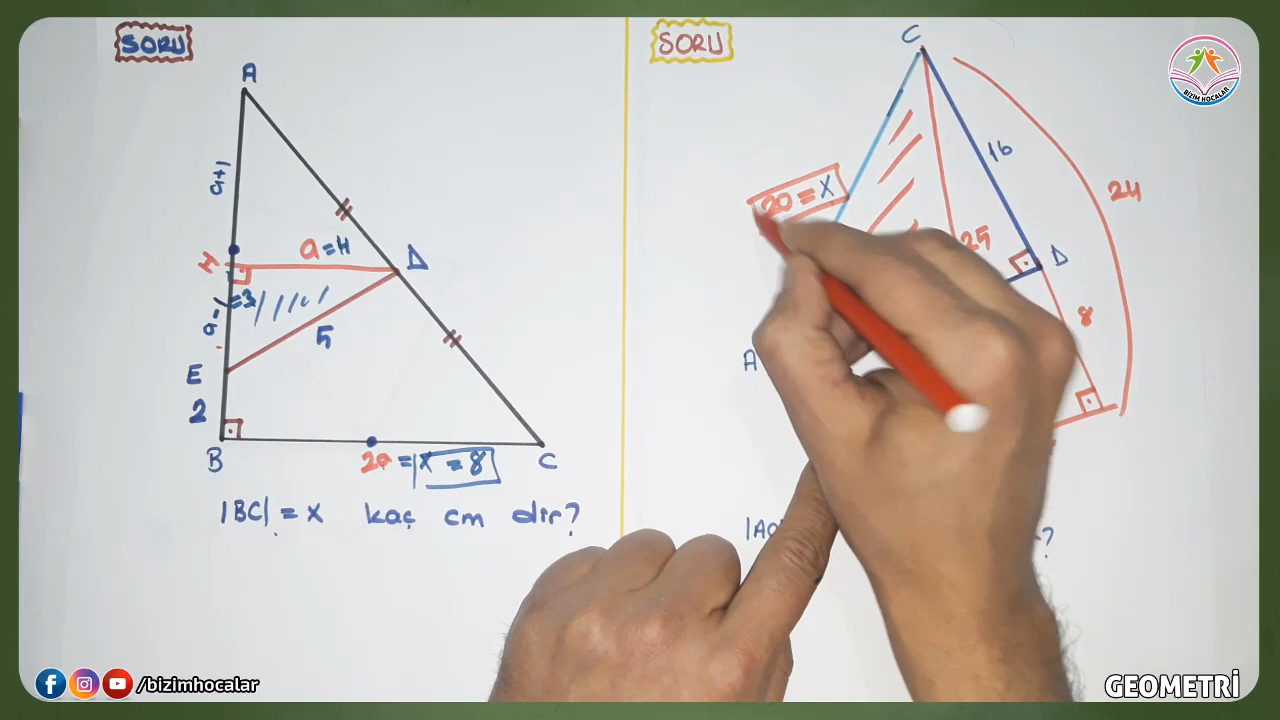 SORU
A
a+1
H
a = 4
D
a-1 = 3
5
E
2
B
2a = x = 8
C
|BC| = x kaç cm dir?
SORU
C
16
24
20 = x
25
D
8
A
?
BİZİM HOCALAR
/bizimhocalar
GEOMETRİ